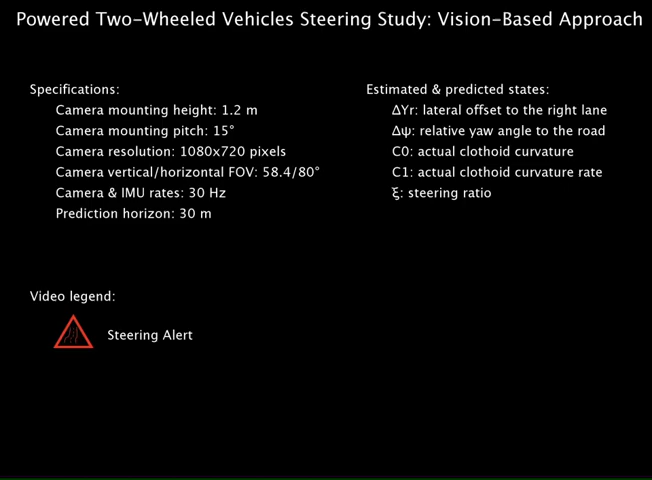 Powered Two-Wheeled Vehicles Steering Study: Vision-Based Approach
Specifications:
Camera mounting height: 1.2 m
Camera mounting pitch: 15°
Camera resolution: 1080x720 pixels
Camera vertical/horizontal FOV: 58.4/80°
Camera & IMU rates: 30 Hz
Prediction horizon: 30 m
Estimated & predicted states:
ΔYr: lateral offset to the right lane
Δψ: relative yaw angle to the road
C0: actual clothoid curvature
C1: actual clothoid curvature rate
ξ: steering ratio
Video legend:
Steering Alert